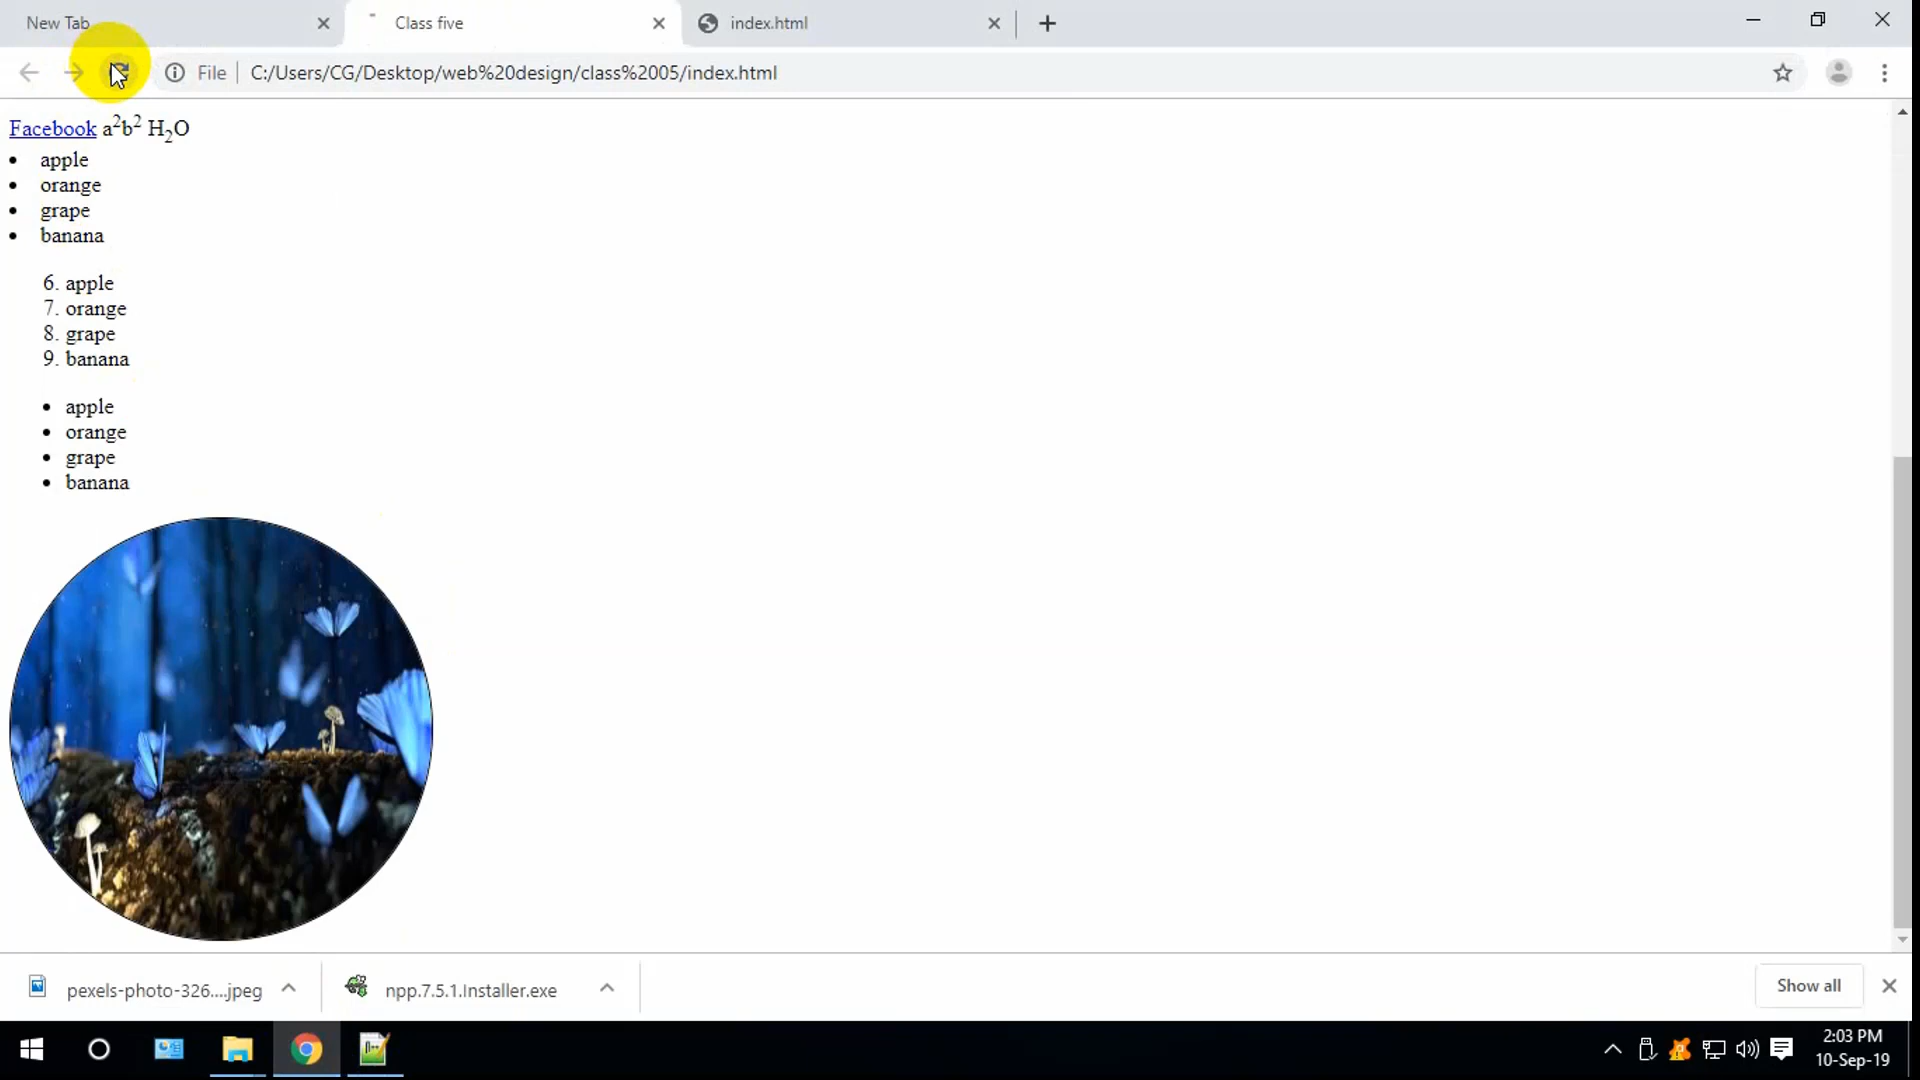 New Tab
Class five
index.html
File
C:/Users/CG/Desktop/web%20design/class%2005/index.html
Facebook a²b² H₂O
• apple
• orange
• grape
• banana
6. apple
7. orange
8. grape
9. banana
• apple
• orange
• grape
• banana
pexels-photo-326....jpeg
npp.7.5.1.Installer.exe
Show all
2:03 PM
10-Sep-19